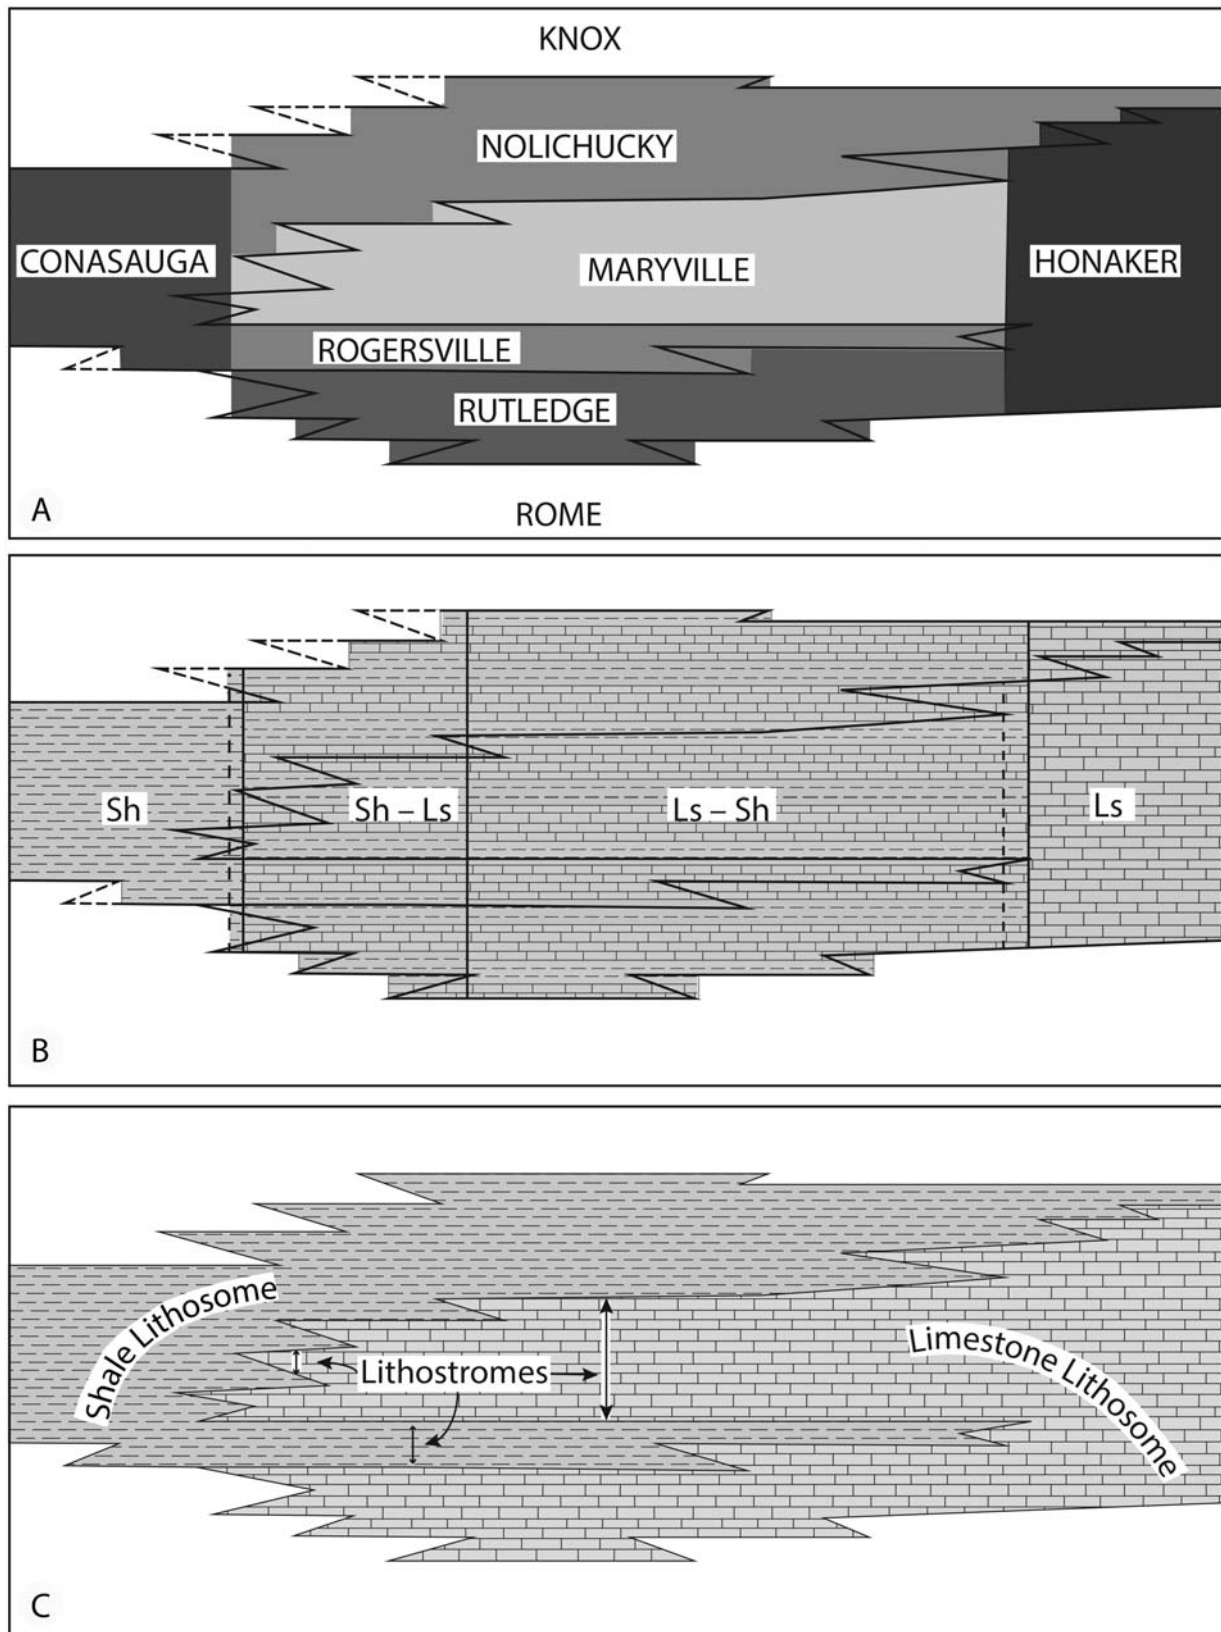 KNOX
NOLICHUCKY
CONASAUGA
MARYVILLE
HONAKER
ROGERSVILLE
RUTLEDGE
A
ROME
Sh
Sh – Ls
Ls – Sh
Ls
B
Shale Lithosome
Lithostromes
Limestone Lithosome
C